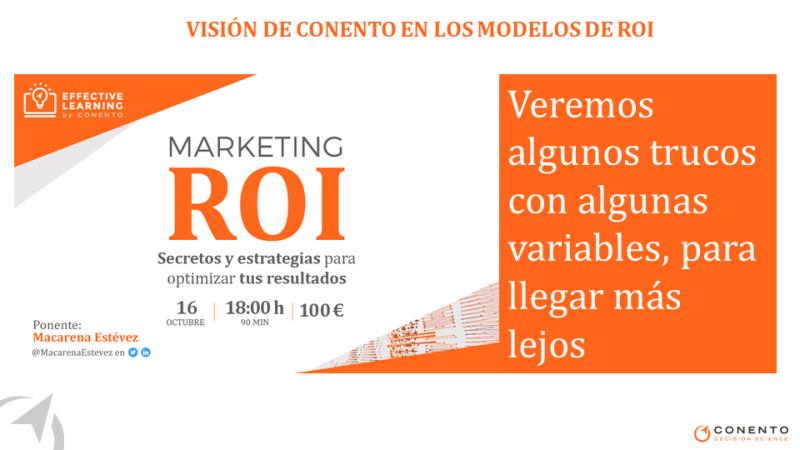 VISIÓN DE CONENTO EN LOS MODELOS DE ROI
EFFECTIVE
LEARNING
by CONENTO
MARKETING
ROI
Secretos y estrategias para
optimizar tus resultados
16
OCTUBRE
18:00 h
90 MIN
100 €
Ponente:
Macarena Estévez
@MacarenaEstevez en
Veremos
algunos trucos
con algunas
variables, para
llegar más
lejos
CONENTO
DECISION SCIENCE